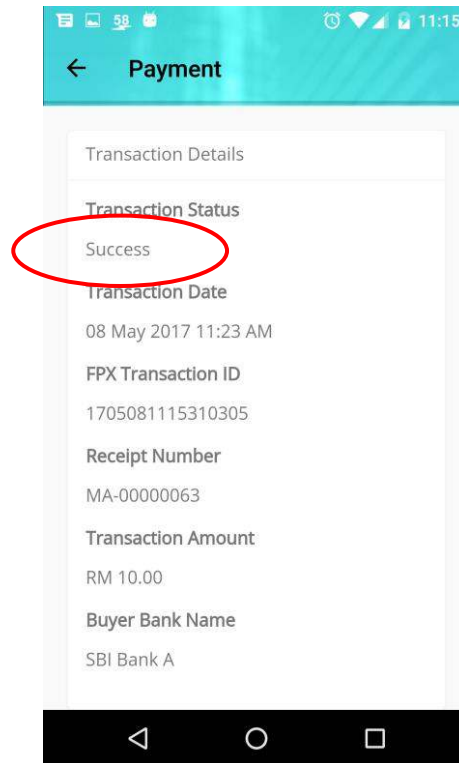 58 11:15
Payment
Transaction Details
Transaction Status
Success
Transaction Date
08 May 2017 11:23 AM
FPX Transaction ID
1705081115310305
Receipt Number
MA-00000063
Transaction Amount
RM 10.00
Buyer Bank Name
SBI Bank A